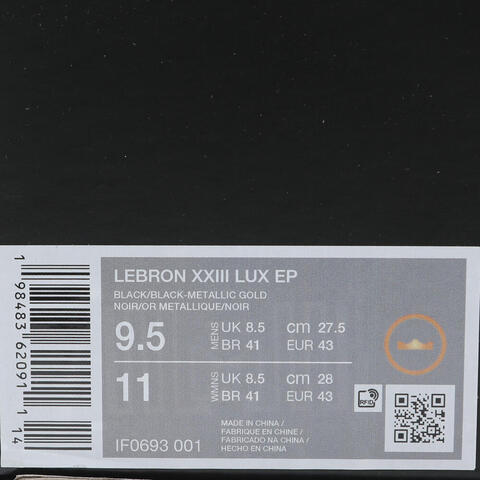 LEBRON XXIII LUX EP
BLACK/BLACK-METALLIC GOLD
NOIR/OR METALLIQUE/NOIR
9.5 MENS UK 8.5 cm 27.5
BR 41 EUR 43
11 WMNS UK 8.5 cm 28
BR 41 EUR 43
RFID
IF0693 001
MADE IN CHINA /
FABRIQUE EN CHINE /
FABRICADO NA CHINA /
HECHO EN CHINA
1 98483 62091 1 14